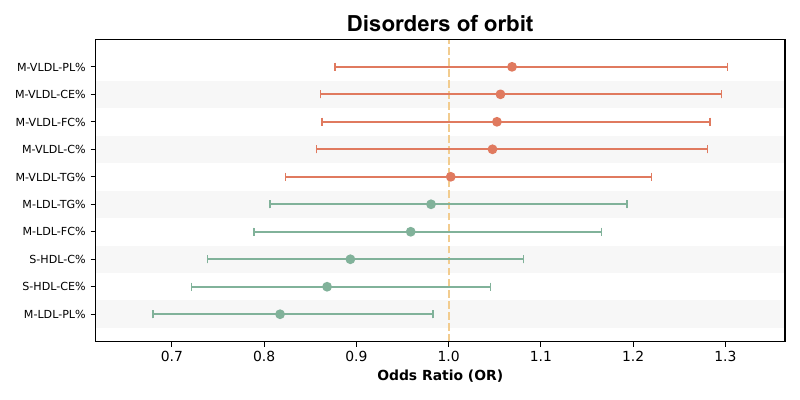 Disorders of orbit
M-VLDL-PL%
M-VLDL-CE%
M-VLDL-FC%
M-VLDL-C%
M-VLDL-TG%
M-LDL-TG%
M-LDL-FC%
S-HDL-C%
S-HDL-CE%
M-LDL-PL%
0.7 0.8 0.9 1.0 1.1 1.2 1.3
Odds Ratio (OR)